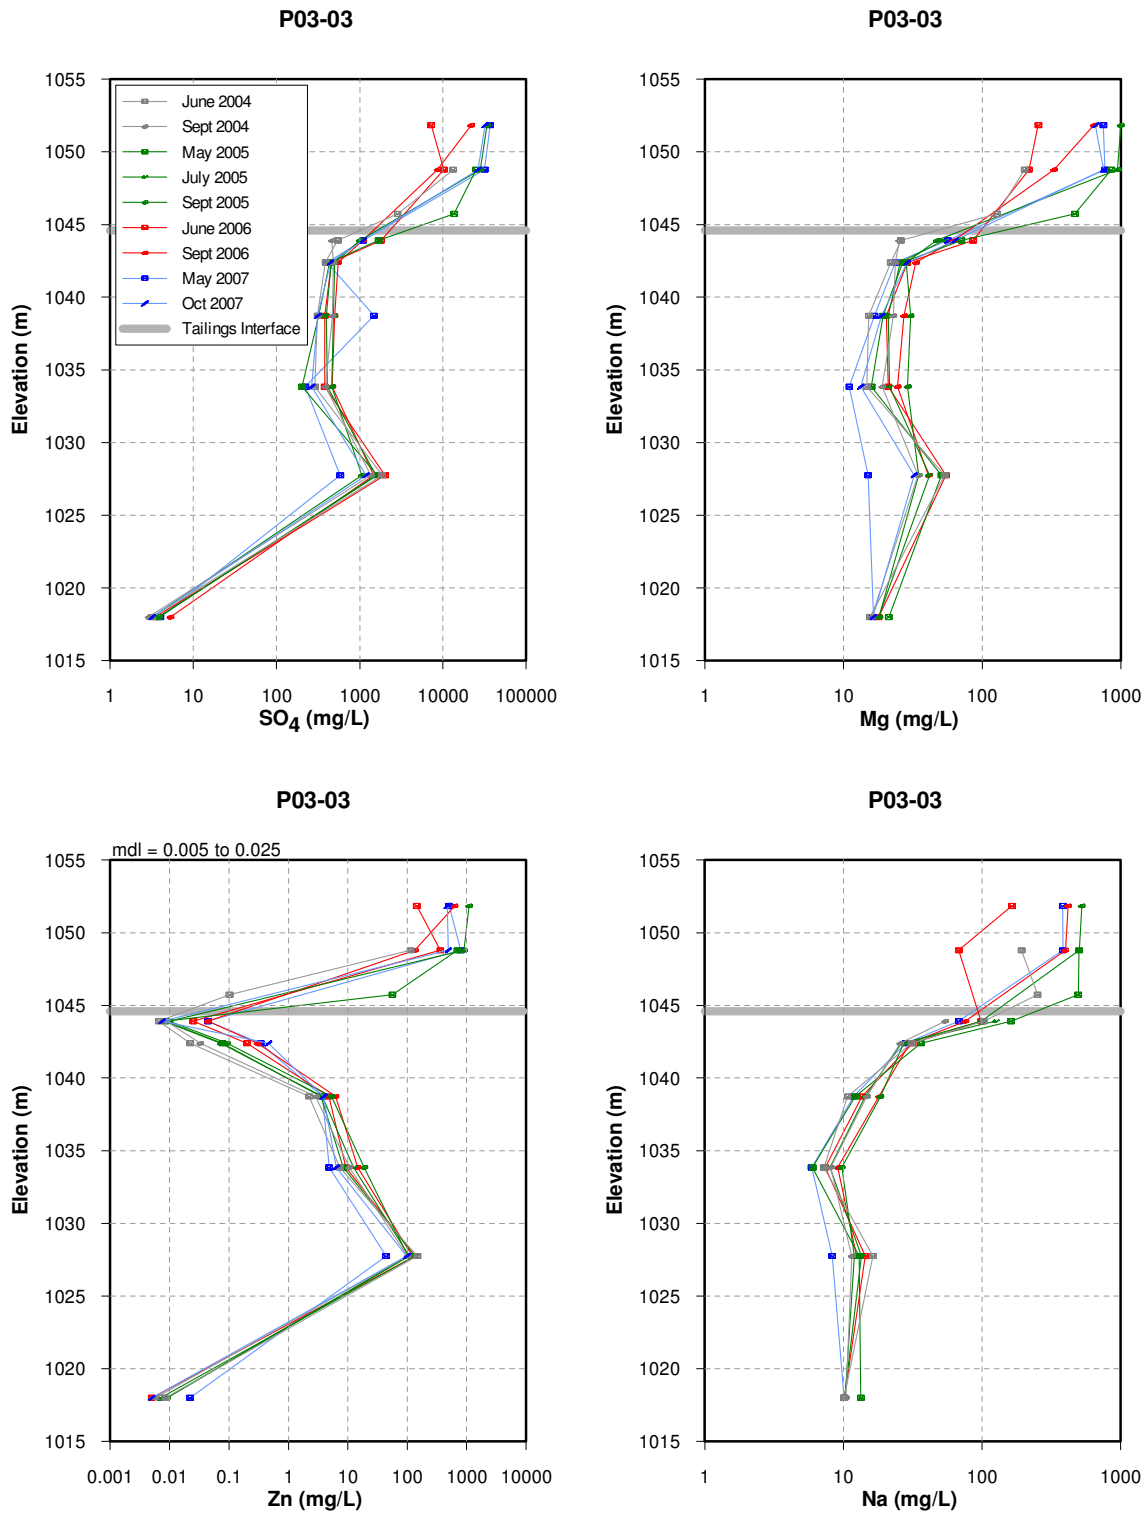 P03-03
1055
1050
1045
1040
1035
1030
1025
1020
1015
Elevation (m)
June 2004
Sept 2004
May 2005
July 2005
Sept 2005
June 2006
Sept 2006
May 2007
Oct 2007
Tailings Interface
1 10 100 1000 10000 100000
SO4 (mg/L)
P03-03
1055
1050
1045
1040
1035
1030
1025
1020
1015
Elevation (m)
1 10 100 1000
Mg (mg/L)
P03-03
mdl = 0.005 to 0.025
1055
1050
1045
1040
1035
1030
1025
1020
1015
Elevation (m)
0.001 0.01 0.1 1 10 100 1000 10000
Zn (mg/L)
P03-03
1055
1050
1045
1040
1035
1030
1025
1020
1015
Elevation (m)
1 10 100 1000
Na (mg/L)